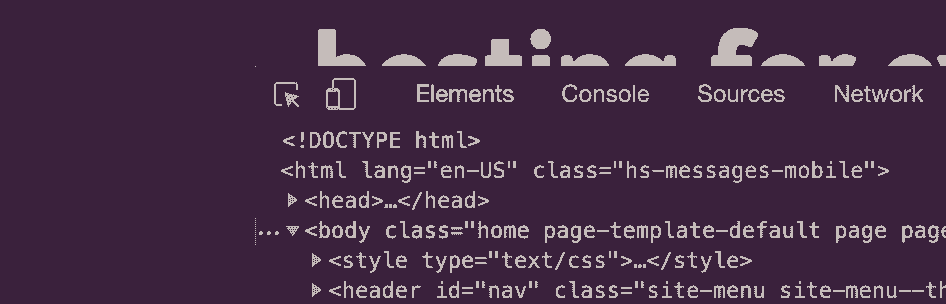 hosting for
Elements Console Sources Network
<!DOCTYPE html>
<html lang="en-US" class="hs-messages-mobile">
<head>…</head>
… <body class="home page-template-default page page
<style type="text/css">…</style>
<header id="nav" class="site-menu site-menu--th